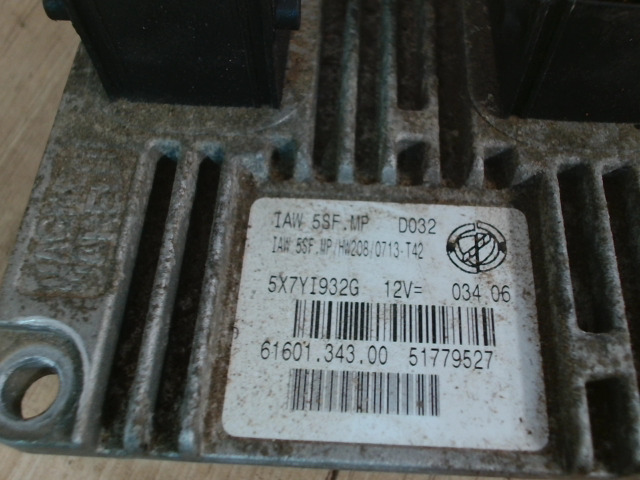 IAW 5SF.MP D032
IAW 5SF.MP/HW208/0713-T42
5X7YI932G 12V= 034 06
61601.343.00 51779527